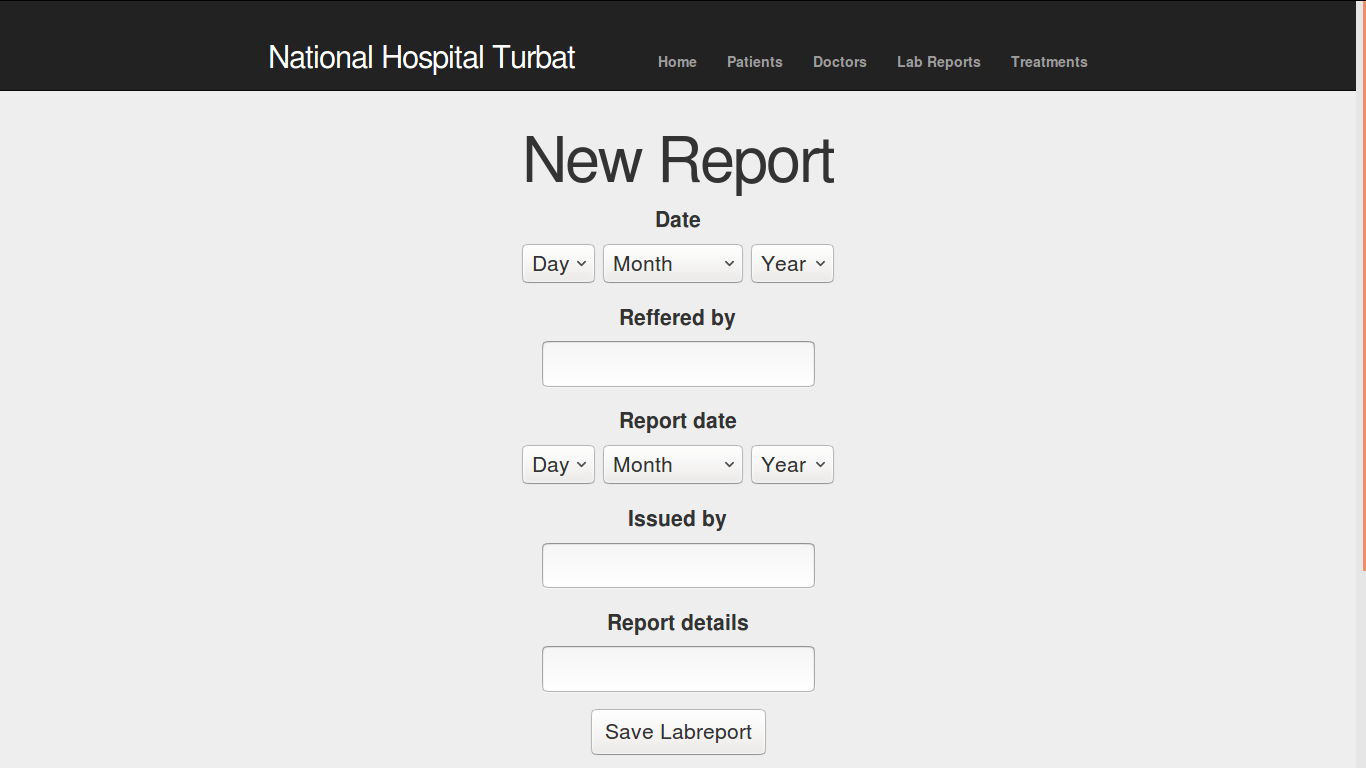 National Hospital Turbat Home Patients Doctors Lab Reports Treatments
New Report
Date
Day Month Year
Reffered by
Report date
Day Month Year
Issued by
Report details
Save Labreport